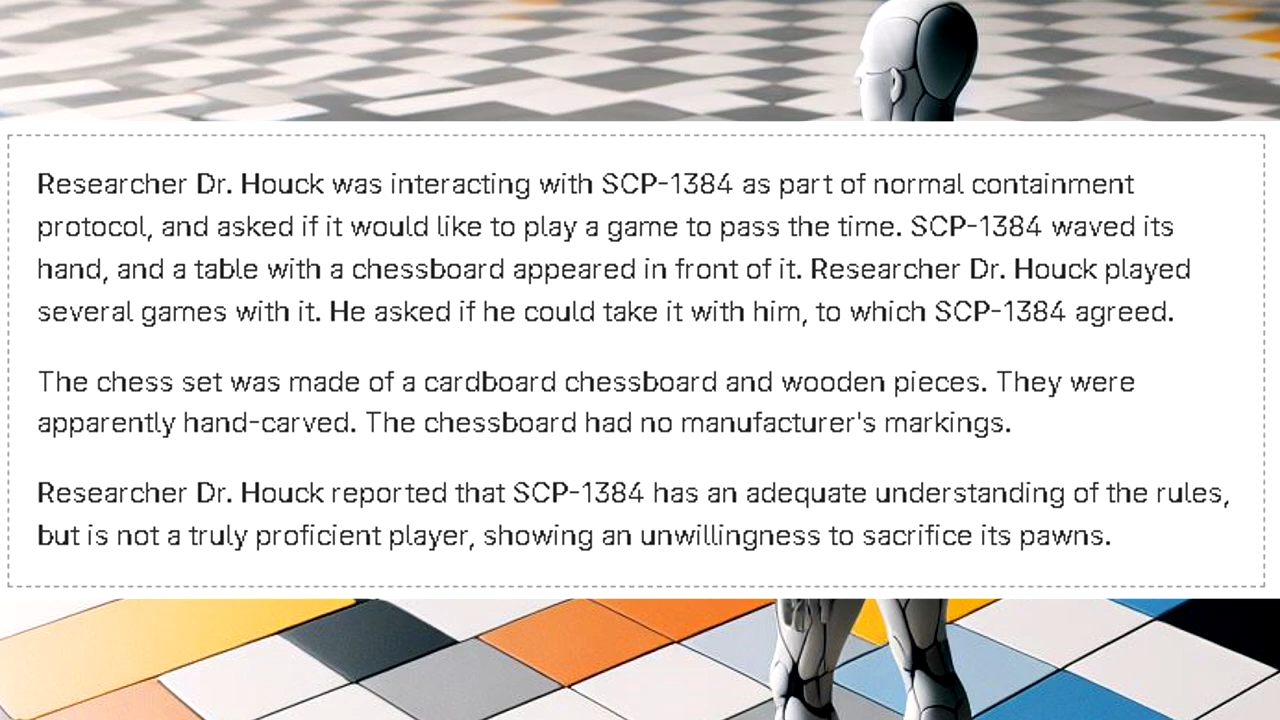 Researcher Dr. Houck was interacting with SCP-1384 as part of normal containment
protocol, and asked if it would like to play a game to pass the time. SCP-1384 waved its
hand, and a table with a chessboard appeared in front of it. Researcher Dr. Houck played
several games with it. He asked if he could take it with him, to which SCP-1384 agreed.
The chess set was made of a cardboard chessboard and wooden pieces. They were
apparently hand-carved. The chessboard had no manufacturer's markings.
Researcher Dr. Houck reported that SCP-1384 has an adequate understanding of the rules,
but is not a truly proficient player, showing an unwillingness to sacrifice its pawns.